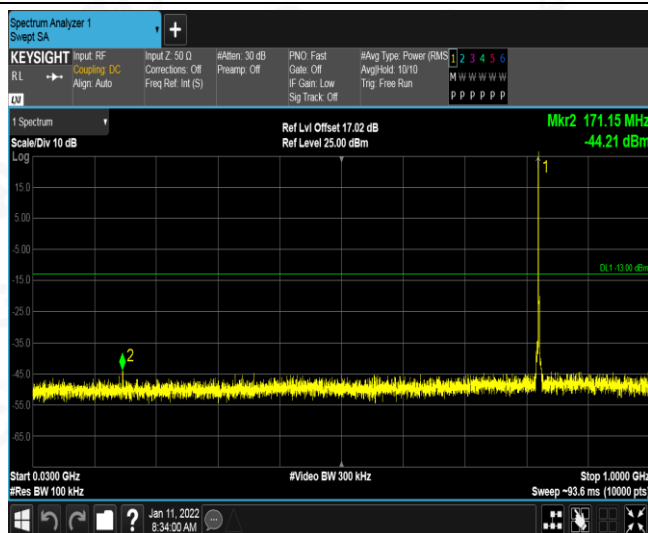 Spectrum Analyzer 1
Swept SA
KEYSIGHT
RL
Input: RF
Coupling: DC
Align: Auto
Input Z: 50 Ω
Corrections: Off
Freq Ref: Int (S)
#Atten: 30 dB
Preamp: Off
PNO: Fast
Gate: Off
IF Gain: Low
Sig Track: Off
#Avg Type: Power (RMS
Avg|Hold: 10/10
Trig: Free Run
1 2 3 4 5 6
M W W W W W
P P P P P P
1 Spectrum
Scale/Div 10 dB
Ref Lvl Offset 17.02 dB
Ref Level 25.00 dBm
Mkr2 171.15 MHz
-44.21 dBm
Log
1
15.0
5.00
-5.00
DL1 -13.00 dBm
-15.0
-25.0
-35.0
2
-45.0
-55.0
-65.0
Start 0.0300 GHz
#Res BW 100 kHz
#Video BW 300 kHz
Stop 1.0000 GHz
Sweep ~93.6 ms (10000 pts)
?
Jan 11, 2022
8:34:00 AM